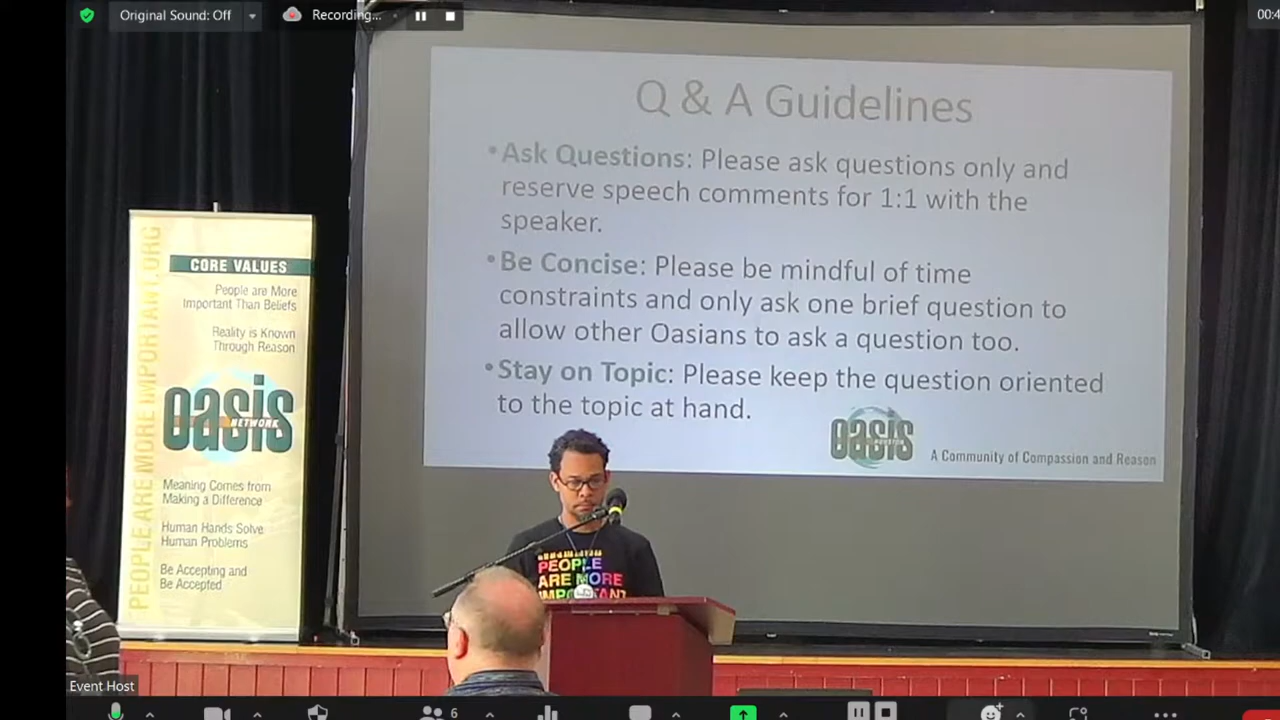 Original Sound: Off
Recording...
00:4
Q & A Guidelines
•Ask Questions: Please ask questions only and
reserve speech comments for 1:1 with the
speaker.
•Be Concise: Please be mindful of time
constraints and only ask one brief question to
allow other Oasians to ask a question too.
•Stay on Topic: Please keep the question oriented
to the topic at hand.
oasis
A Community of Compassion and Reason
PEOPLE ARE MORE IMPORTANT.ORG
CORE VALUES
People are More
Important Than Beliefs
Reality is Known
Through Reason
oasis
NETWORK
Meaning Comes from
Making a Difference
Human Hands Solve
Human Problems
Be Accepting and
Be Accepted
PEOPLE
ARE MORE
IMPORTANT
Event Host
6